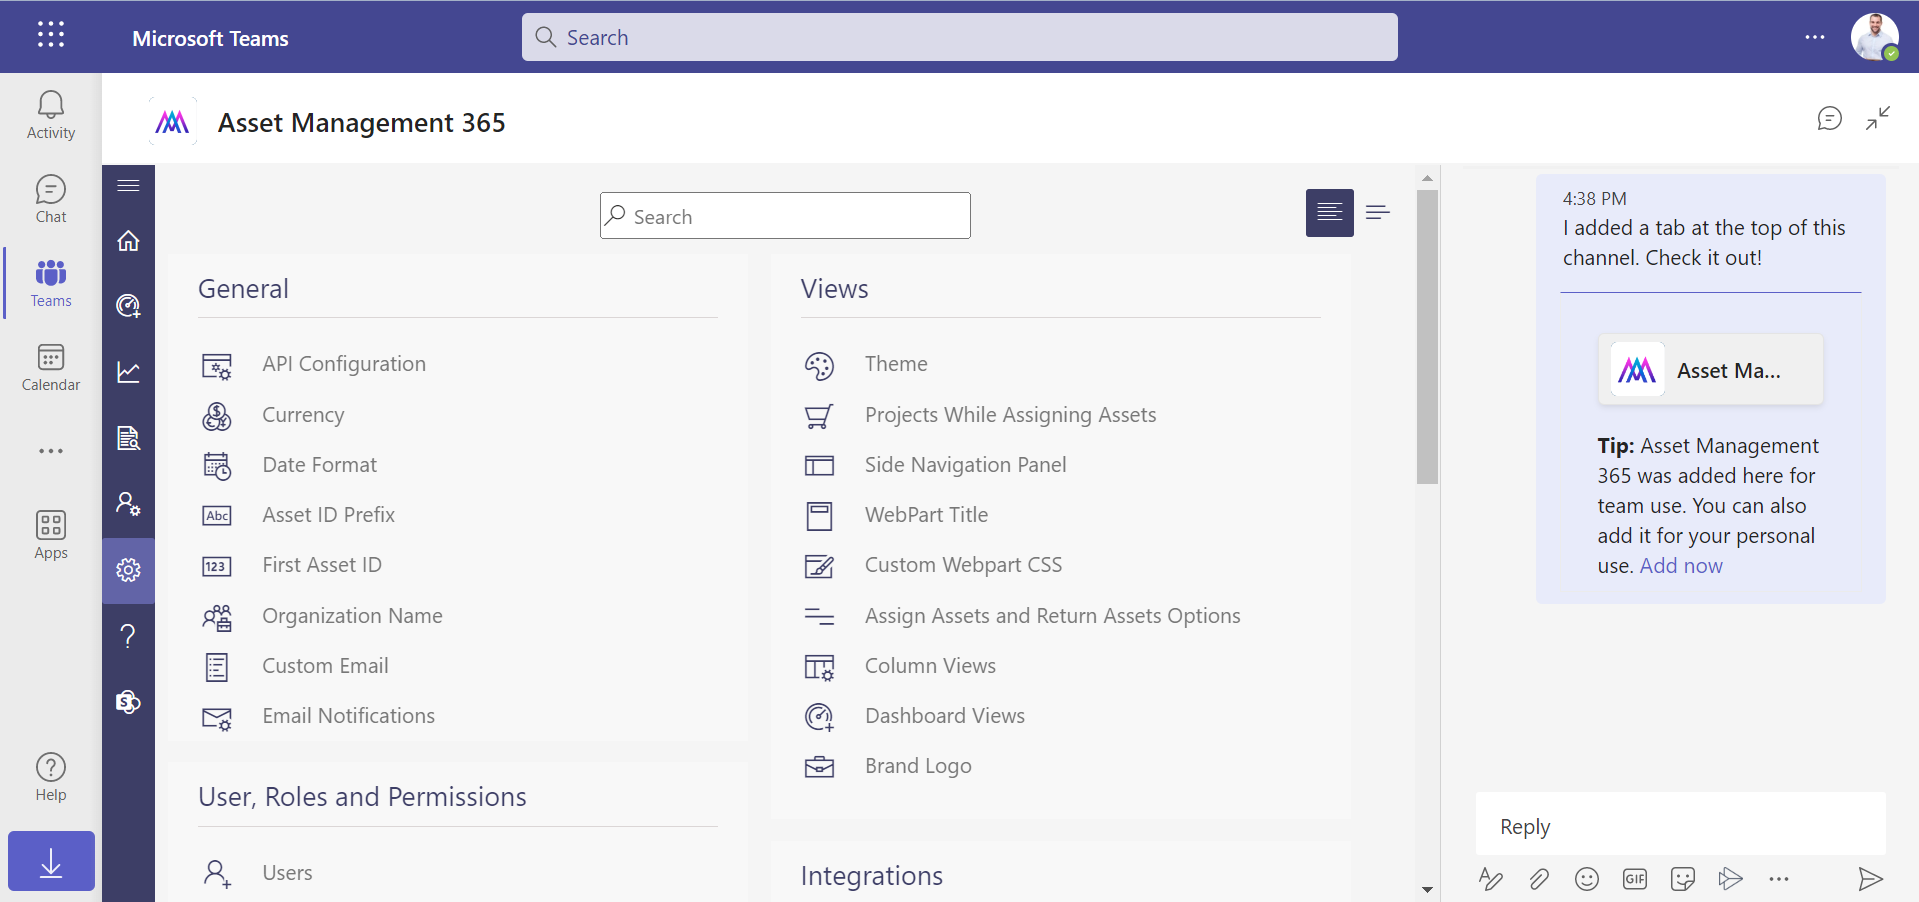 Microsoft Teams
Search
Activity
Chat
Teams
Calendar
Apps
Help
Asset Management 365
Search
General
API Configuration
Currency
Date Format
Abc
Asset ID Prefix
123
First Asset ID
Organization Name
Custom Email
Email Notifications
User, Roles and Permissions
Users
Views
Theme
Projects While Assigning Assets
Side Navigation Panel
WebPart Title
Custom Webpart CSS
Assign Assets and Return Assets Options
Column Views
Dashboard Views
Brand Logo
Integrations
4:38 PM
I added a tab at the top of this
channel. Check it out!
Asset Ma...
Tip: Asset Management
365 was added here for
team use. You can also
add it for your personal
use. Add now
Reply
GIF